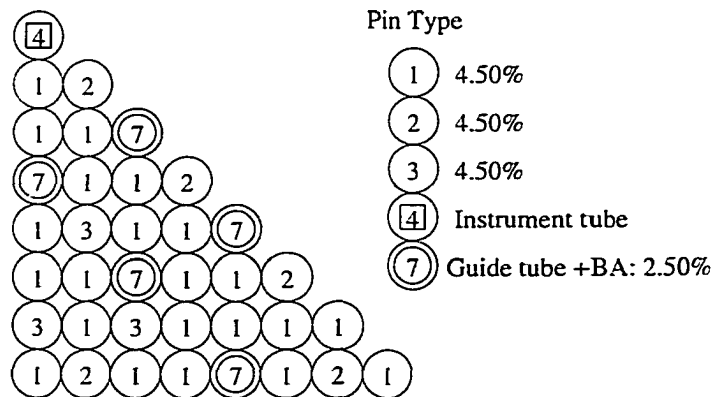 Pin Type
4
1 2
1 1 7
7 1 1 2
1 3 1 1 7
1 1 7 1 1 2
3 1 3 1 1 1 1
1 2 1 1 7 1 2 1
1 4.50%
2 4.50%
3 4.50%
4 Instrument tube
7 Guide tube +BA: 2.50%